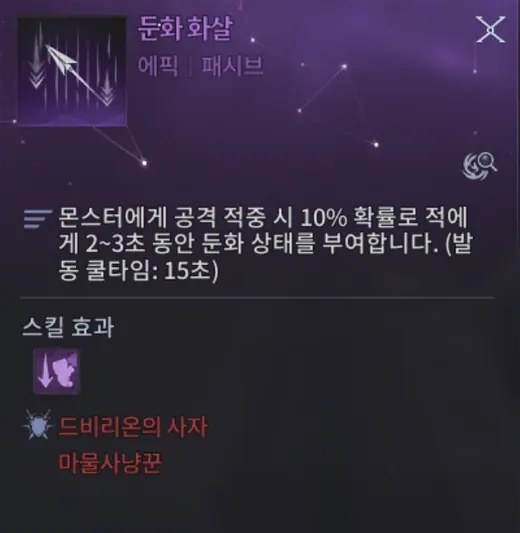 둔화 화살
에픽 | 패시브
몬스터에게 공격 적중 시 10% 확률로 적에
게 2~3초 동안 둔화 상태를 부여합니다. (발
동 쿨타임: 15초)
스킬 효과
드비리온의 사자
마물사냥꾼